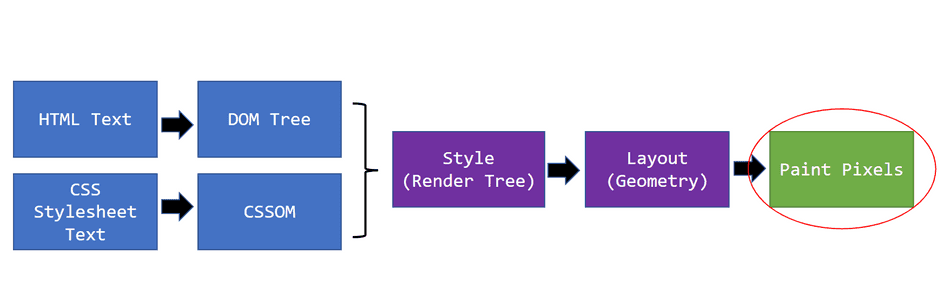 HTML Text
DOM Tree
CSS
Stylesheet
Text
CSSOM
Style
(Render Tree)
Layout
(Geometry)
Paint Pixels